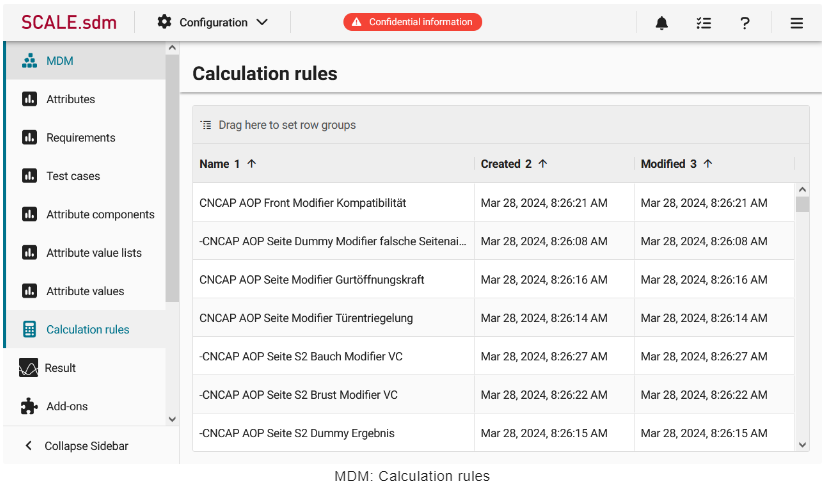 SCALE.sdm Configuration Confidential information ?
MDM
Attributes
Requirements
Test cases
Attribute components
Attribute value lists
Attribute values
Calculation rules
Result
Add-ons
Collapse Sidebar
Calculation rules
Drag here to set row groups
Name 1 ↑ Created 2 ↑ Modified 3 ↑
CNCAP AOP Front Modifier Kompatibilität Mar 28, 2024, 8:26:21 AM Mar 28, 2024, 8:26:21 AM
-CNCAP AOP Seite Dummy Modifier falsche Seitenai... Mar 28, 2024, 8:26:08 AM Mar 28, 2024, 8:26:08 AM
CNCAP AOP Seite Modifier Gurtöffnungskraft Mar 28, 2024, 8:26:16 AM Mar 28, 2024, 8:26:16 AM
CNCAP AOP Seite Modifier Türentriegelung Mar 28, 2024, 8:26:14 AM Mar 28, 2024, 8:26:14 AM
-CNCAP AOP Seite S2 Bauch Modifier VC Mar 28, 2024, 8:26:27 AM Mar 28, 2024, 8:26:27 AM
-CNCAP AOP Seite S2 Brust Modifier VC Mar 28, 2024, 8:26:22 AM Mar 28, 2024, 8:26:22 AM
-CNCAP AOP Seite S2 Dummy Ergebnis Mar 28, 2024, 8:26:15 AM Mar 28, 2024, 8:26:15 AM
MDM: Calculation rules